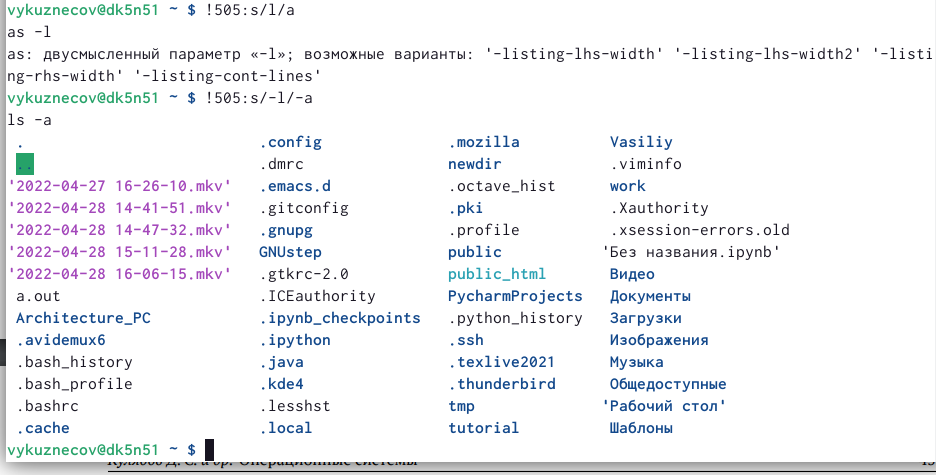 vykuznecov@dk5n51 ~ $ !505:s/l/a
as -l
as: двусмысленный параметр «-l»; возможные варианты: '-listing-lhs-width' '-listing-lhs-width2' '-listi
ng-rhs-width' '-listing-cont-lines'
vykuznecov@dk5n51 ~ $ !505:s/-l/-a
ls -a
. .config .mozilla Vasiliy
.. .dmrc newdir .viminfo
'2022-04-27 16-26-10.mkv' .emacs.d .octave_hist work
'2022-04-28 14-41-51.mkv' .gitconfig .pki .Xauthority
'2022-04-28 14-47-32.mkv' .gnupg .profile .xsession-errors.old
'2022-04-28 15-11-28.mkv' GNUstep public 'Без названия.ipynb'
'2022-04-28 16-06-15.mkv' .gtkrc-2.0 public_html Видео
a.out .ICEauthority PycharmProjects Документы
Architecture_PC .ipynb_checkpoints .python_history Загрузки
.avidemux6 .ipython .ssh Изображения
.bash_history .java .texlive2021 Музыка
.bash_profile .kde4 .thunderbird Общедоступные
.bashrc .lesshst tmp 'Рабочий стол'
.cache .local tutorial Шаблоны
vykuznecov@dk5n51 ~ $
Операционные системы